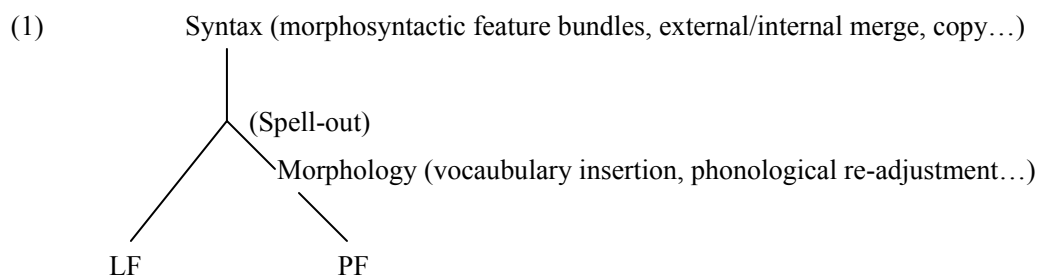 (1) Syntax (morphosyntactic feature bundles, external/internal merge, copy…)
(Spell-out)
Morphology (vocaubulary insertion, phonological re-adjustment…)
LF PF